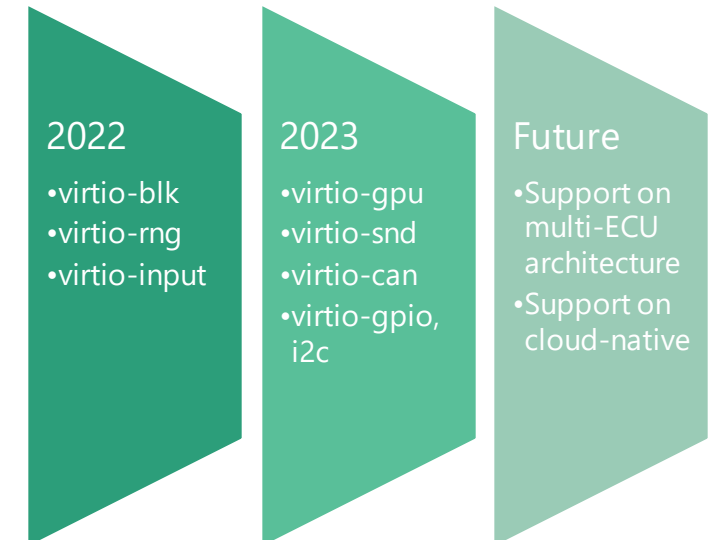 2022
•virtio-blk
•virtio-rng
•virtio-input
2023
•virtio-gpu
•virtio-snd
•virtio-can
•virtio-gpio,
i2c
Future
•Support on
multi-ECU
architecture
•Support on
cloud-native